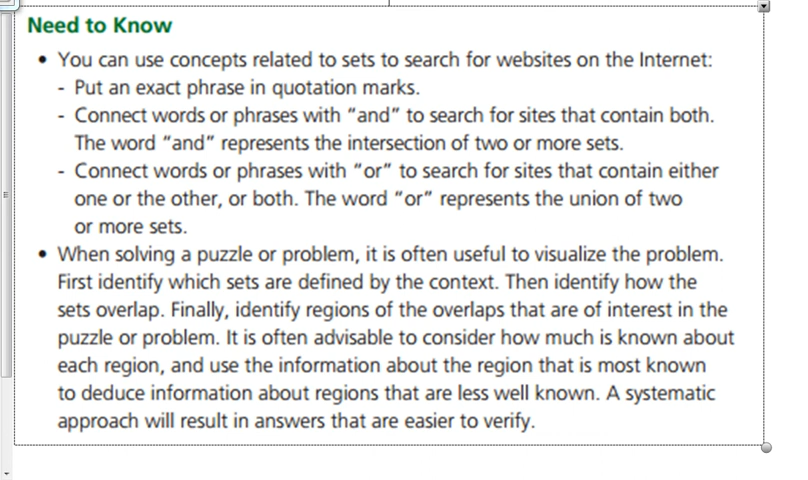 Need to Know
• You can use concepts related to sets to search for websites on the Internet:
- Put an exact phrase in quotation marks.
- Connect words or phrases with “and” to search for sites that contain both.
The word “and” represents the intersection of two or more sets.
- Connect words or phrases with “or” to search for sites that contain either
one or the other, or both. The word “or” represents the union of two
or more sets.
• When solving a puzzle or problem, it is often useful to visualize the problem.
First identify which sets are defined by the context. Then identify how the
sets overlap. Finally, identify regions of the overlaps that are of interest in the
puzzle or problem. It is often advisable to consider how much is known about
each region, and use the information about the region that is most known
to deduce information about regions that are less well known. A systematic
approach will result in answers that are easier to verify.